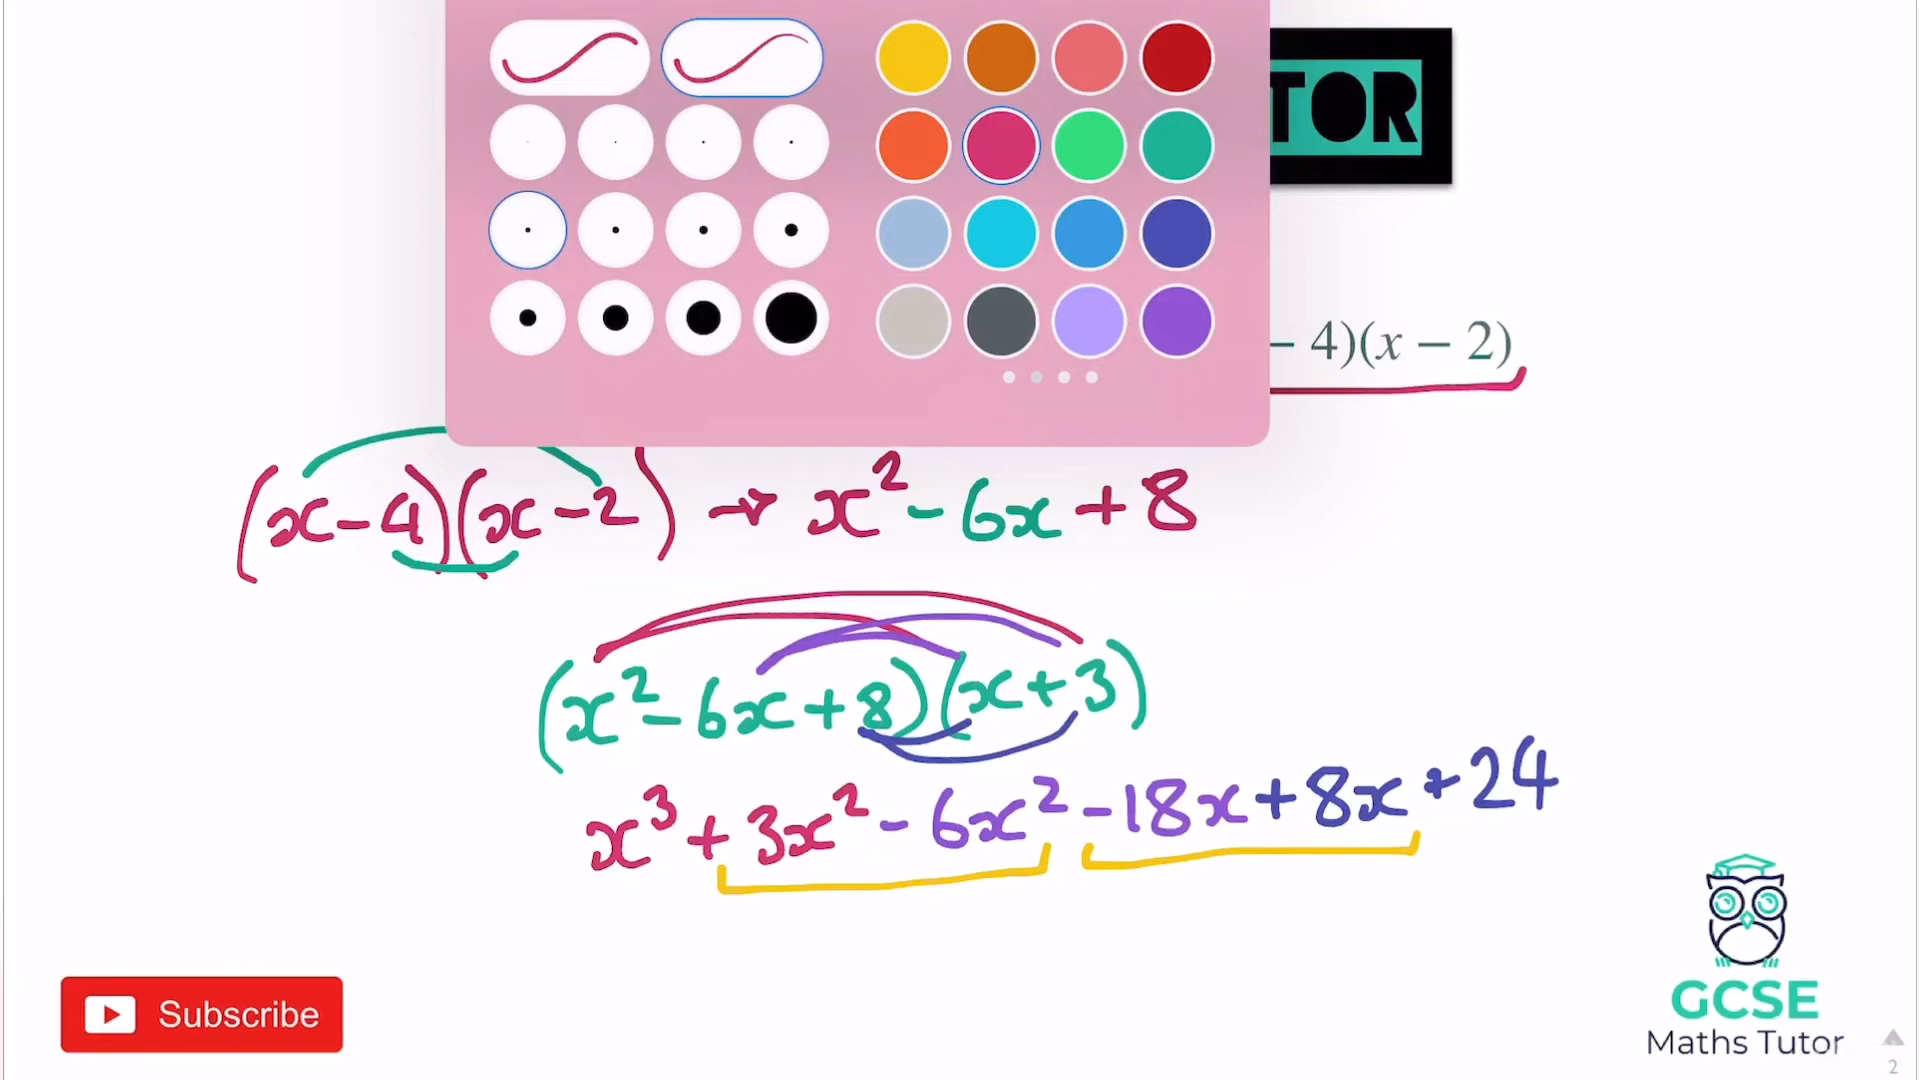 TOR
− 4)(x − 2)
(x-4)(x-2) → x² - 6x + 8
(x² - 6x + 8)(x + 3)
x³ + 3x² - 6x² - 18x + 8x + 24
Subscribe
GCSE
Maths Tutor
2